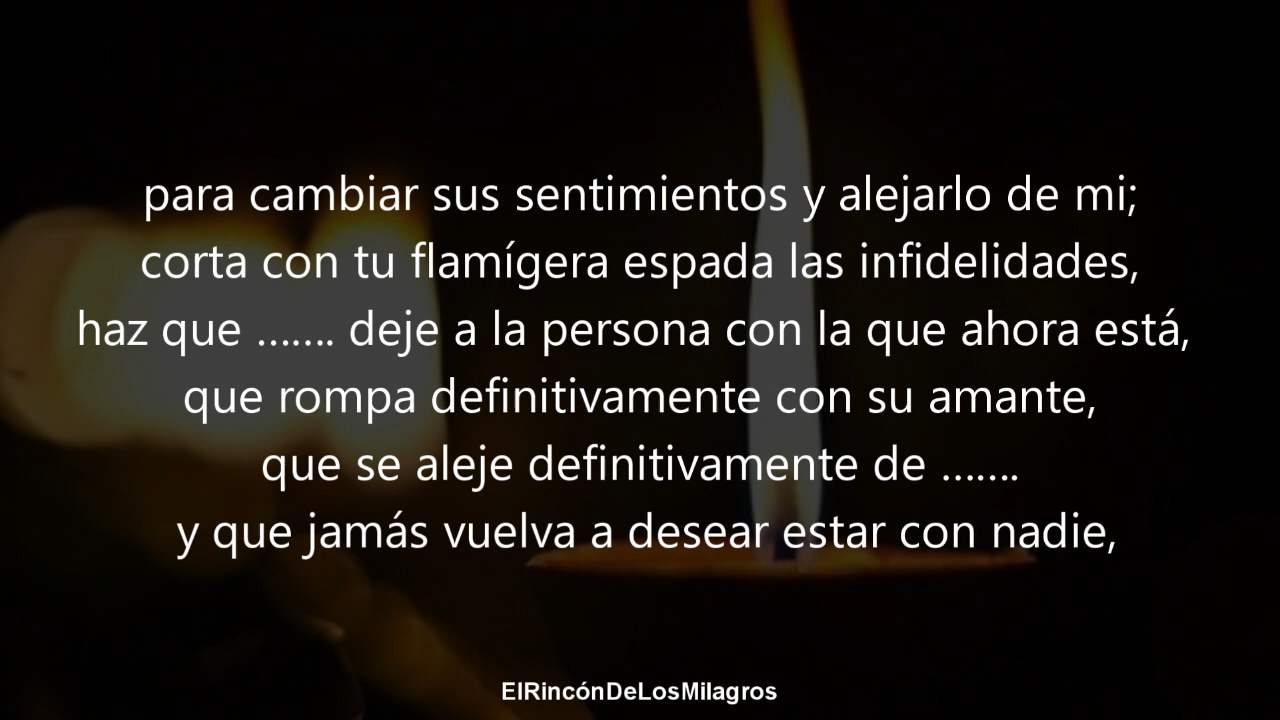 para cambiar sus sentimientos y alejarlo de mi;
corta con tu flamígera espada las infidelidades,
haz que ....... deje a la persona con la que ahora está,
que rompa definitivamente con su amante,
que se aleje definitivamente de .......
y que jamás vuelva a desear estar con nadie,
ElRincónDeLosMilagros